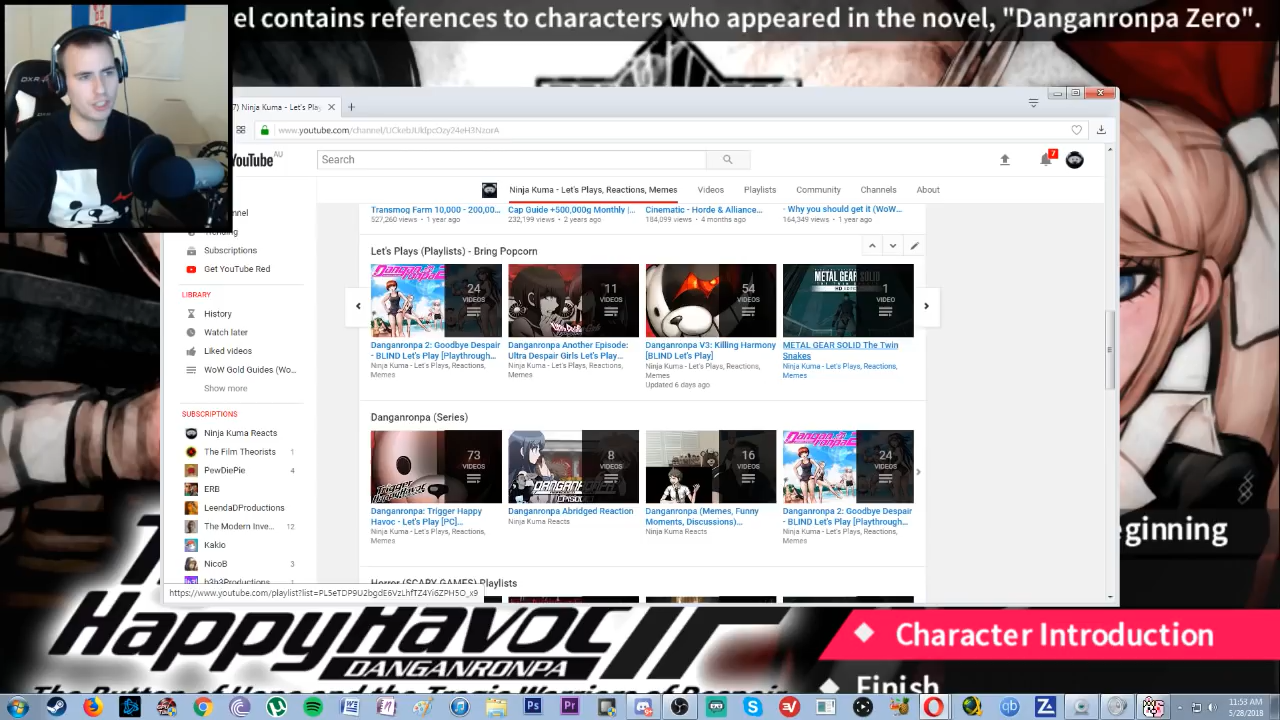 el contains references to characters who appeared in the novel, "Danganronpa Zero".
7) Ninja Kuma - Let's Pla
www.youtube.com/channel/
YouTube AU
Search
7
Ninja Kuma - Let's Plays, Reactions, Memes
Videos
Playlists
Community
Channels
About
Transmog Farm 10,000 - 200,00...
527,260 views • 1 year ago
Cap Guide +500,000g Monthly |...
232,199 views • 2 years ago
Cinematic - Horde & Alliance...
184,099 views • 4 months ago
- Why you should get it (WoW...
164,349 views • 1 year ago
nnel
Trending
Subscriptions
Get YouTube Red
LIBRARY
History
Watch later
Liked videos
WoW Gold Guides (Wo...
Show more
SUBSCRIPTIONS
Ninja Kuma Reacts
The Film Theorists 1
PewDiePie 4
ERB
LeendaDProductions
The Modern Inve... 12
Kakio
NicoB 3
h3h3Productions 1
Let's Plays (Playlists) - Bring Popcorn
24
VIDEOS
11
VIDEOS
54
VIDEOS
METAL GEAR SOLID
1
VIDEOS
Danganronpa 2: Goodbye Despair
- BLIND Let's Play [Playthrough...
Ninja Kuma - Let's Plays, Reactions,
Memes
Danganronpa Another Episode:
Ultra Despair Girls Let's Play...
Ninja Kuma - Let's Plays, Reactions,
Memes
Danganronpa V3: Killing Harmony
[BLIND Let's Play]
Ninja Kuma - Let's Plays, Reactions,
Memes
Updated 6 days ago
METAL GEAR SOLID The Twin
Snakes
Ninja Kuma - Let's Plays, Reactions,
Memes
Danganronpa (Series)
73
VIDEOS
8
VIDEOS
16
VIDEOS
24
VIDEOS
Danganronpa: Trigger Happy
Havoc - Let's Play [PC]...
Ninja Kuma - Let's Plays, Reactions,
Memes
Danganronpa Abridged Reaction
Ninja Kuma Reacts
Danganronpa (Memes, Funny
Moments, Discussions)...
Ninja Kuma Reacts
Danganronpa 2: Goodbye Despair
- BLIND Let's Play [Playthrough...
Ninja Kuma - Let's Plays, Reactions,
Memes
Horror (SCARY GAMES) Playlists
eginning
HappyHavoc
DANGANRONPA
Character Introduction
Finish
11:53 AM
5/28/2018